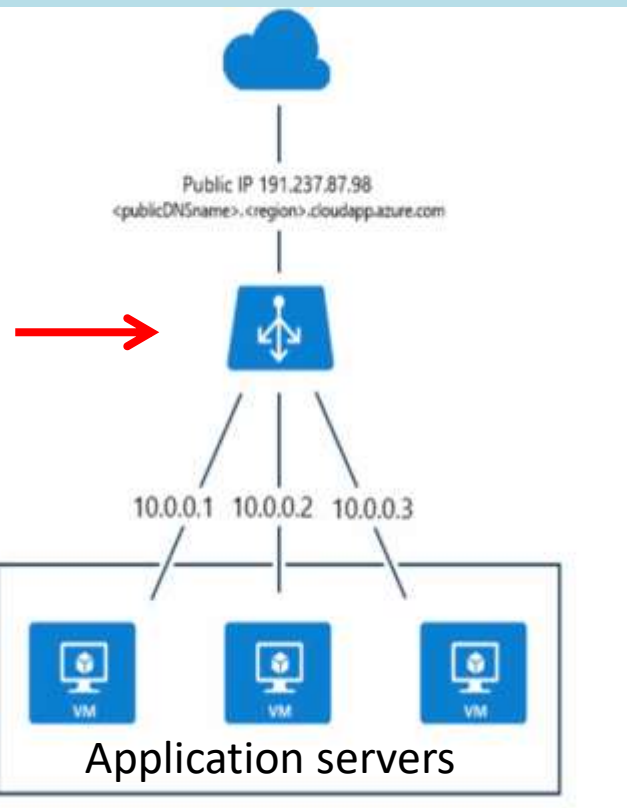 Public IP 191.237.87.98
<publicDNSname>.<region>.cloudapp.azure.com
10.0.0.1 10.0.0.2 10.0.0.3
VM VM VM
Application servers